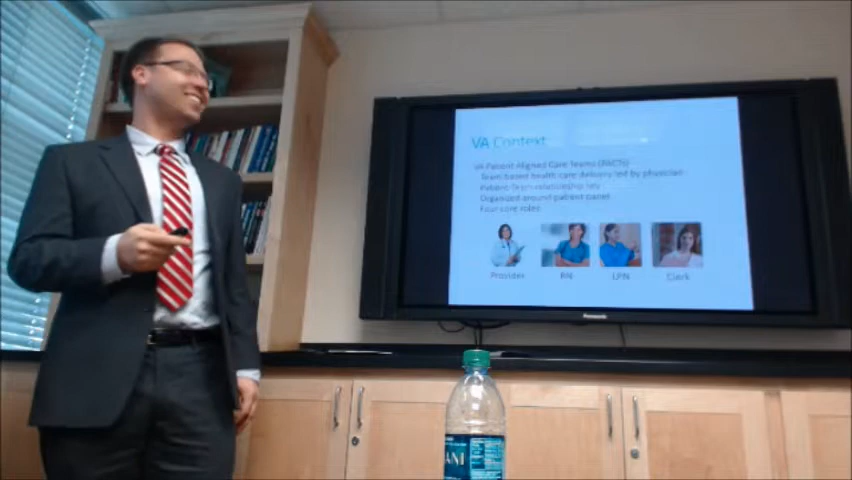 VA Context
VA Patient Aligned Care Teams (PACTS)
Team based health care delivery led by physician
Patient-Team relationship key
Organized around patient panel
Four core roles
Provider
RN
LPN
Clerk
Panasonic
ANI